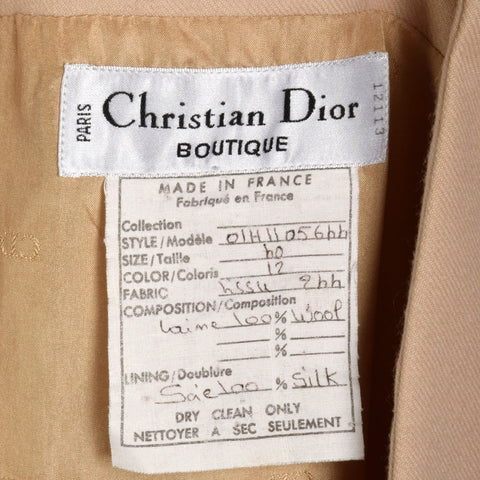 PARIS
Christian Dior
BOUTIQUE
12113
MADE IN FRANCE
Fabriqué en France
Collection
STYLE/Modèle 01H11056hh
SIZE/Taille 40
COLOR/Coloris 12
FABRIC
COMPOSITION/Composition
Laine 100% Wool
%
%
LINING/Doublure
Soie 100 % Silk
DRY CLEAN ONLY
NETTOYER A SEC SEULEMENT